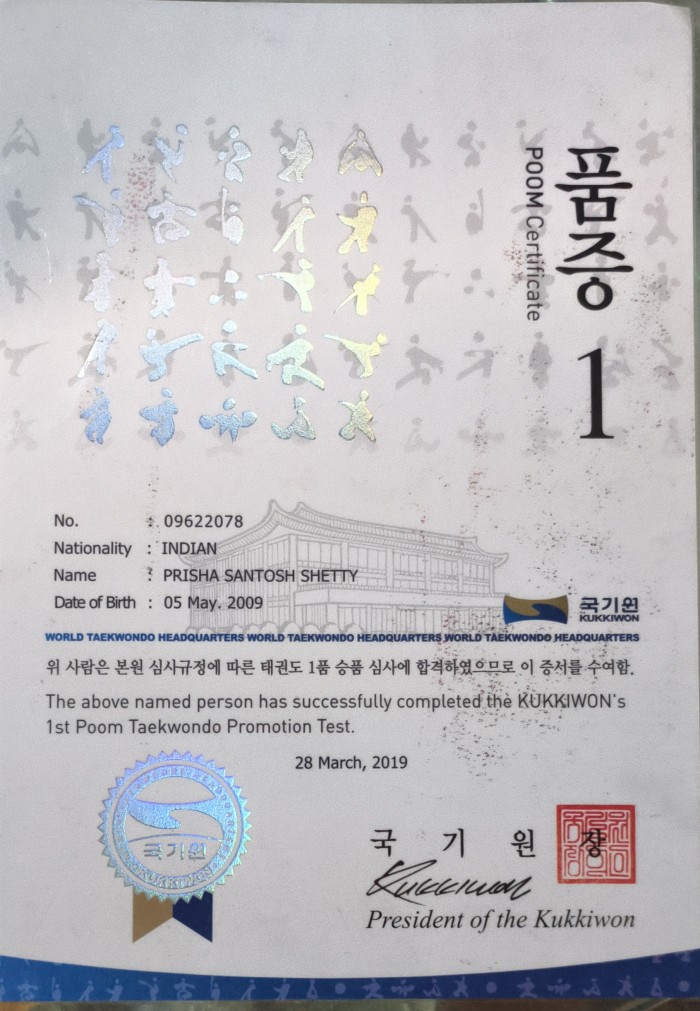 품증 1
POOM Certificate
No. : 09622078
Nationality : INDIAN
Name : PRISHA SANTOSH SHETTY
Date of Birth : 05 May. 2009
국기원
KUKKIWON
WORLD TAEKWONDO HEADQUARTERS WORLD TAEKWONDO HEADQUARTERS WORLD TAEKWONDO HEADQUARTERS
위 사람은 본원 심사규정에 따른 태권도 1품 승품 심사에 합격하였으므로 이 증서를 수여함.
The above named person has successfully completed the KUKKIWON's
1st Poom Taekwondo Promotion Test.
28 March, 2019
국기원
KUKKIWON
국 기 원 장
Kukkiwon
President of the Kukkiwon